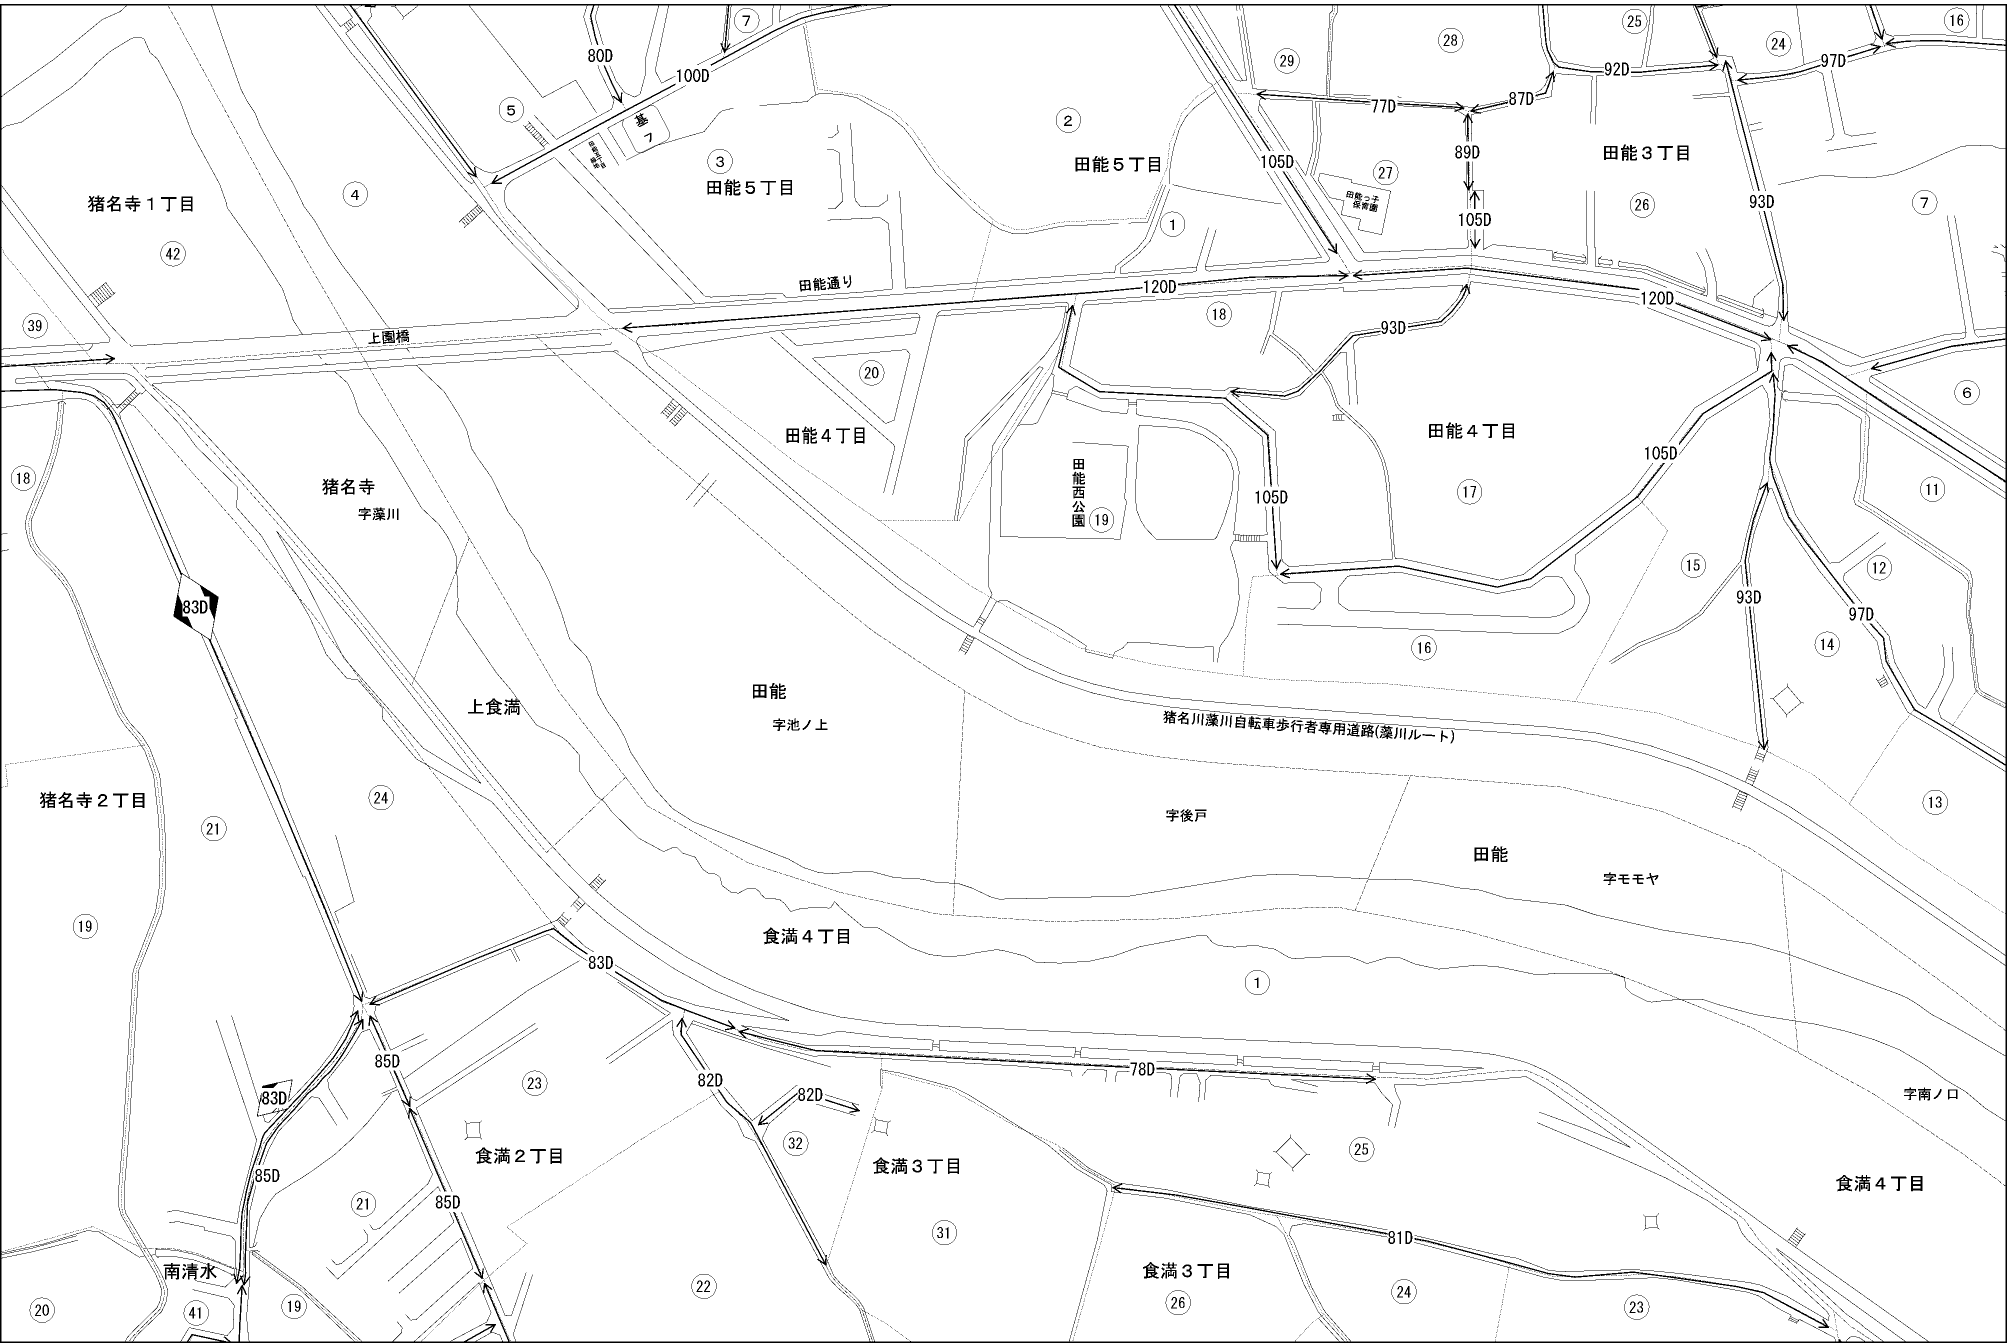 7
25
16
28
24
80D
29
97D
100D
92D
5
77D
87D
基
7
2
89D
3
田能5丁目
田能5丁目
105D
田能3丁目
27
4
猪名寺1丁目
田能っ子
保育園
93D
26
7
1
105D
42
田能通り
120D
120D
39
上園橋
18
93D
20
6
田能4丁目
田能4丁目
105D
18
猪名寺
字藻川
田能西公園
19
105D
17
11
15
12
83D
93D
97D
16
14
上食満
田能
字池ノ上
猪名川藻川自転車歩行者専用道路(藻川ルート)
猪名寺2丁目
24
21
字後戸
13
田能
字モモヤ
19
食満4丁目
83D
1
85D
78D
23
82D
82D
83D
字南ノ口
32
25
食満2丁目
食満3丁目
85D
食満4丁目
21
85D
31
81D
南清水
食満3丁目
22
24
20
41
19
26
23